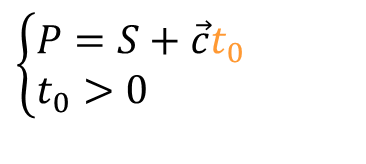 P = S + c⃗t₀
t₀ > 0